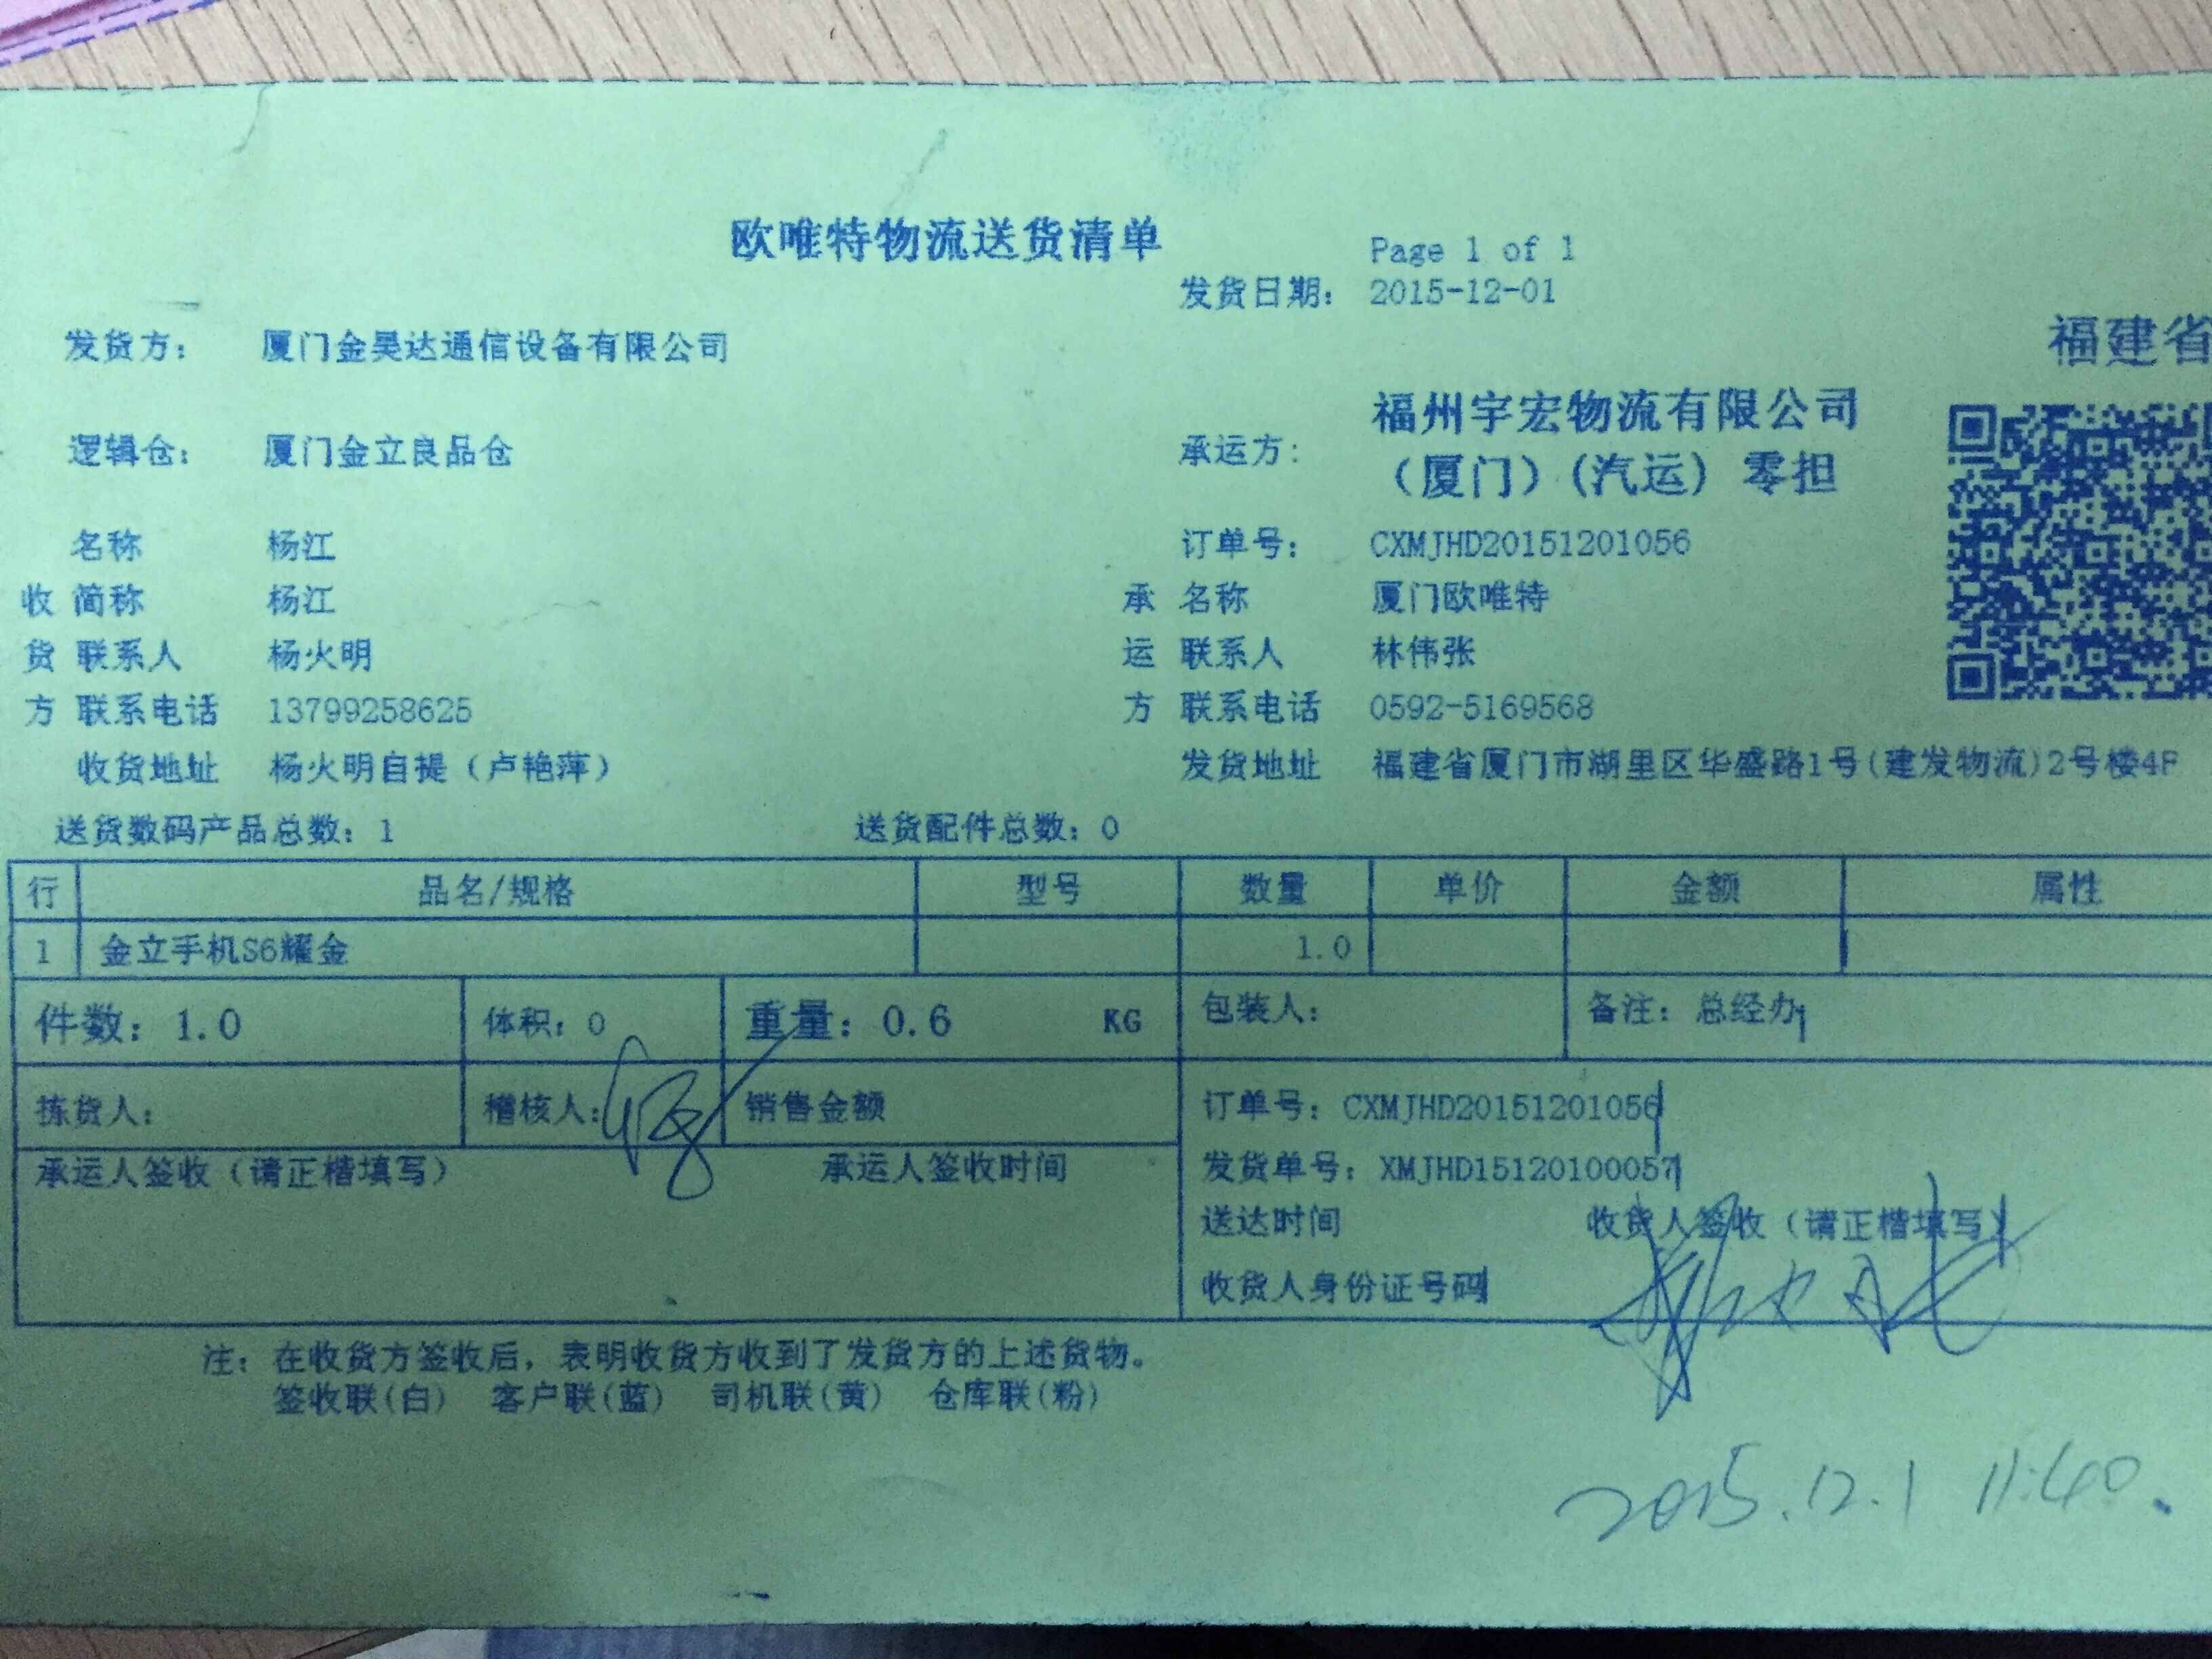 欧唯特物流送货清单
Page 1 of 1
发货日期: 2015-12-01
发货方: 厦门金昊达通信设备有限公司
福建省
逻辑仓: 厦门金立良品仓
承运方: 福州宇宏物流有限公司
（厦门）(汽运) 零担
名称 杨江 订单号: CXMJHD20151201056
收 简称 杨江 承 名称 厦门欧唯特
货 联系人 杨火明 运 联系人 林伟张
方 联系电话 13799258625 方 联系电话 0592-5169568
收货地址 杨火明自提（卢艳萍） 发货地址 福建省厦门市湖里区华盛路1号(建发物流)2号楼4F
送货数码产品总数: 1 送货配件总数: 0
行 品名/规格 型号 数量 单价 金额 属性
1 金立手机S6耀金 1.0
件数: 1.0 体积: 0 重量: 0.6 KG 包装人: 备注: 总经办
拣货人: 稽核人: 销售金额 订单号: CXMJHD20151201056
承运人签收（请正楷填写） 承运人签收时间 发货单号: XMJHD15120100057
送达时间 收货人签收（请正楷填写）
收货人身份证号码
注: 在收货方签收后，表明收货方收到了发货方的上述货物。
签收联(白) 客户联(蓝) 司机联(黄) 仓库联(粉)
2015.12.1 11:40.